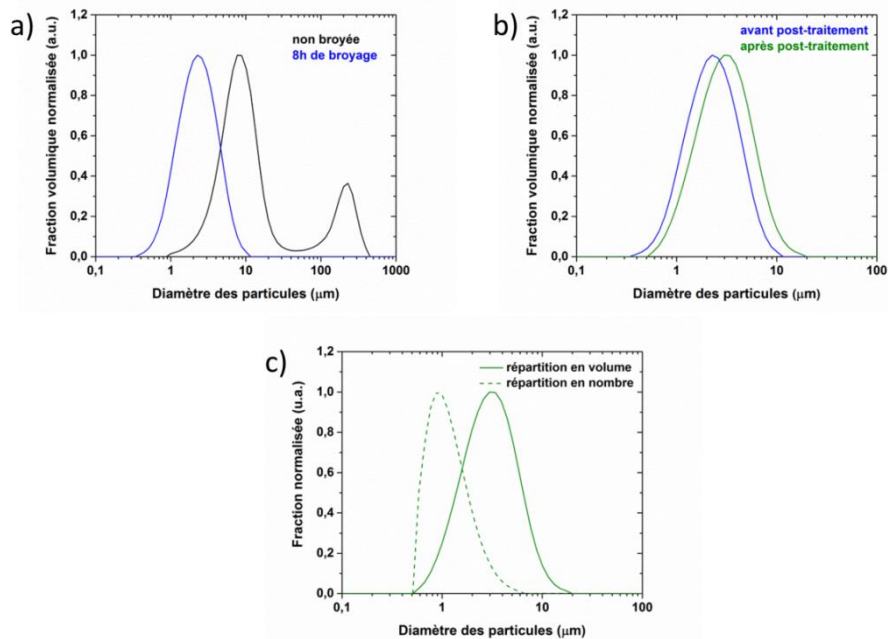 a)
non broyée
8h de broyage
Fraction volumique normalisée (a.u.)
1,2
1,0
0,8
0,6
0,4
0,2
0,0
0,1 1 10 100 1000
Diamètre des particules (µm)
b)
avant post-traitement
après post-traitement
Fraction volumique normalisée (a.u.)
1,2
1,0
0,8
0,6
0,4
0,2
0,0
0,1 1 10 100
Diamètre des particules (µm)
c)
répartition en volume
répartition en nombre
Fraction normalisée (u.a.)
1,2
1,0
0,8
0,6
0,4
0,2
0,0
0,1 1 10 100
Diamètre des particules (µm)